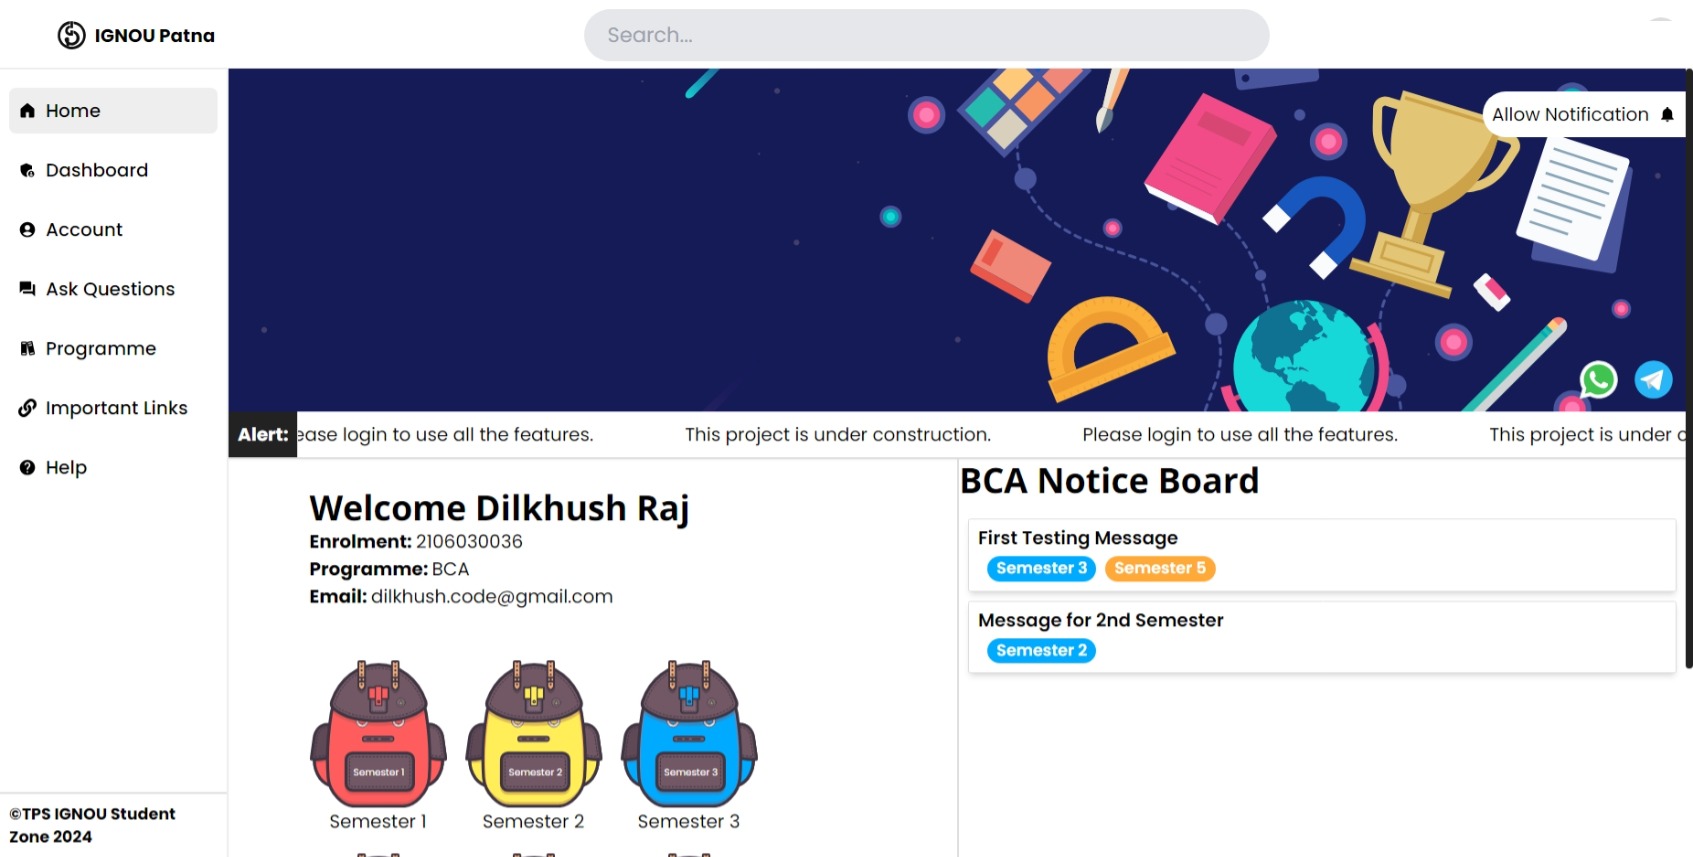 IGNOU Patna
Search...
Home
Dashboard
Account
Ask Questions
Programme
Important Links
Help
©TPS IGNOU Student
Zone 2024
Allow Notification
Alert: ease login to use all the features. This project is under construction. Please login to use all the features. This project is under c
Welcome Dilkhush Raj
Enrolment: 2106030036
Programme: BCA
Email: dilkhush.code@gmail.com
Semester 1 Semester 2 Semester 3
Semester 1 Semester 2 Semester 3
BCA Notice Board
First Testing Message
Semester 3 Semester 5
Message for 2nd Semester
Semester 2